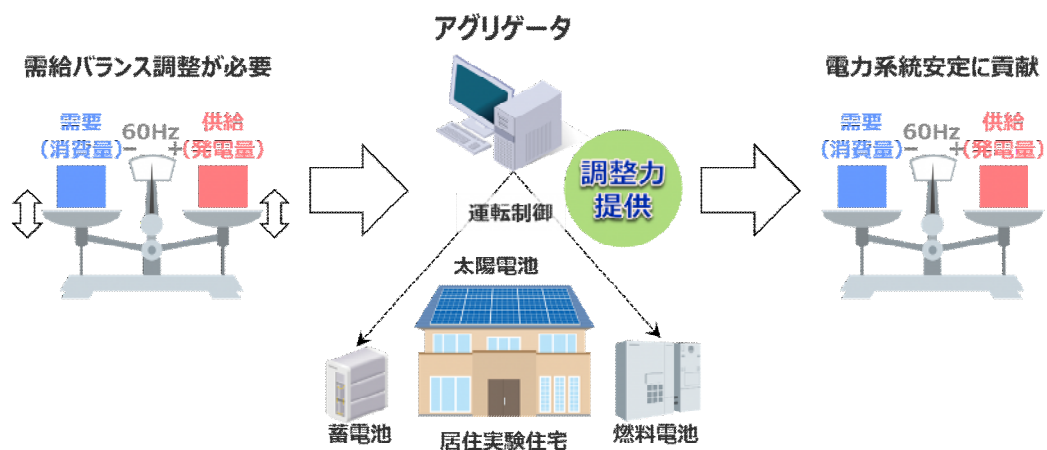 アグリゲータ
需給バランス調整が必要
需要
(消費量)
60Hz
− +
供給
(発電量)
調整力
提供
運転制御
太陽電池
蓄電池
居住実験住宅
燃料電池
電力系統安定に貢献
需要
(消費量)
60Hz
− +
供給
(発電量)